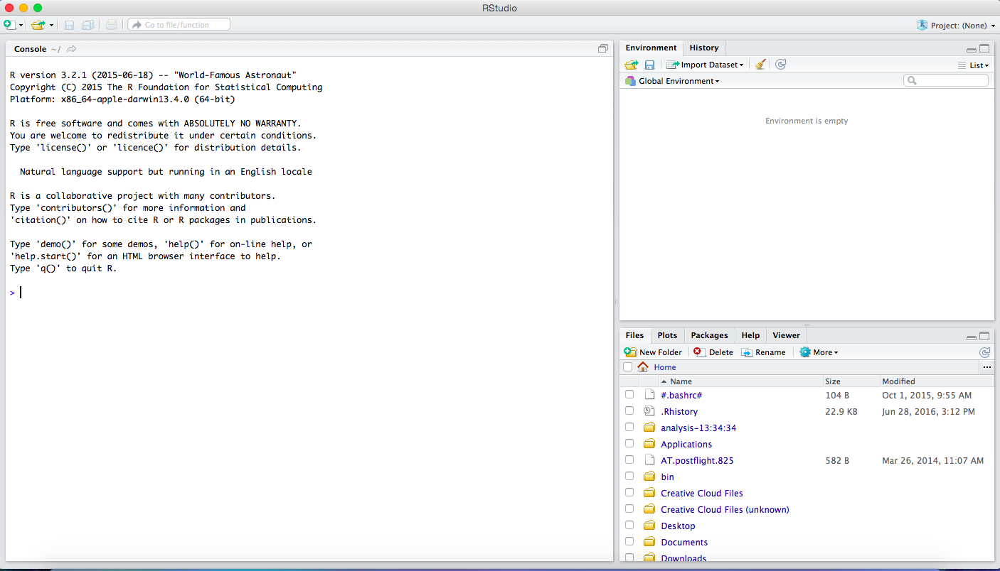 RStudio
Go to file/function
Project: (None)
Console ~/
R version 3.2.1 (2015-06-18) -- "World-Famous Astronaut"
Copyright (C) 2015 The R Foundation for Statistical Computing
Platform: x86_64-apple-darwin13.4.0 (64-bit)
R is free software and comes with ABSOLUTELY NO WARRANTY.
You are welcome to redistribute it under certain conditions.
Type 'license()' or 'licence()' for distribution details.
Natural language support but running in an English locale
R is a collaborative project with many contributors.
Type 'contributors()' for more information and
'citation()' on how to cite R or R packages in publications.
Type 'demo()' for some demos, 'help()' for on-line help, or
'help.start()' for an HTML browser interface to help.
Type 'q()' to quit R.
>
Environment History
Import Dataset List
Global Environment
Environment is empty
Files Plots Packages Help Viewer
New Folder Delete Rename More
Home ...
Name Size Modified
#.bashrc# 104 B Oct 1, 2015, 9:55 AM
.Rhistory 22.9 KB Jun 28, 2016, 3:12 PM
analysis-13:34:34
Applications
AT.postflight.825 582 B Mar 26, 2014, 11:07 AM
bin
Creative Cloud Files
Creative Cloud Files (unknown)
Desktop
Documents
Downloads